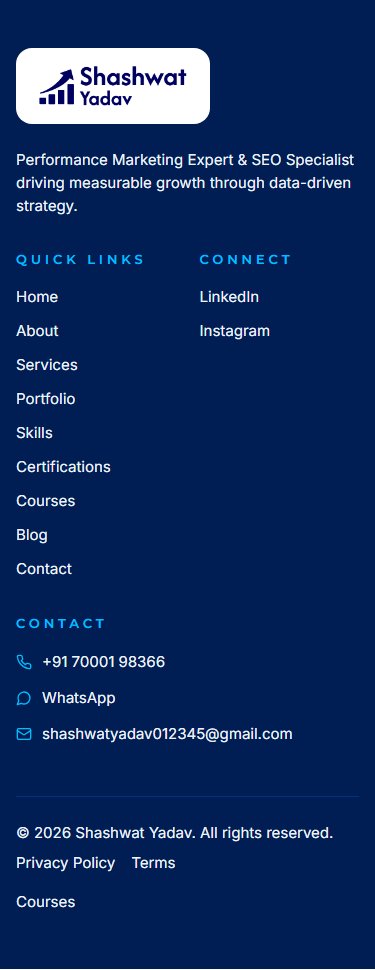 Shashwat
Yadav
Performance Marketing Expert & SEO Specialist
driving measurable growth through data-driven
strategy.
QUICK LINKS
Home
About
Services
Portfolio
Skills
Certifications
Courses
Blog
Contact
CONNECT
LinkedIn
Instagram
CONTACT
+91 70001 98366
WhatsApp
shashwatyadav012345@gmail.com
© 2026 Shashwat Yadav. All rights reserved.
Privacy Policy Terms
Courses